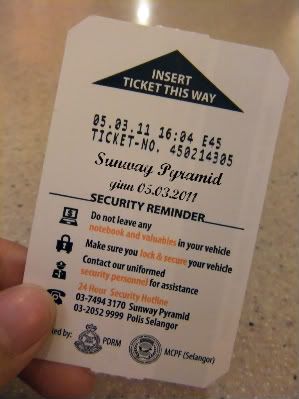 INSERT
TICKET THIS WAY
05.03.11 16:04 E45
TICKET-NO. 450214305
Sunway Pyramid
yinn 05.03.2011
SECURITY REMINDER
Do not leave any
notebook and valuables in your vehicle
Make sure you lock & secure your vehicle
Contact our uniformed
security personnel for assistance
24 Hour Security Hotline
03-7494 3170 Sunway Pyramid
03-2052 9999 Polis Selangor
ed by: PDRM MCPF (Selangor)